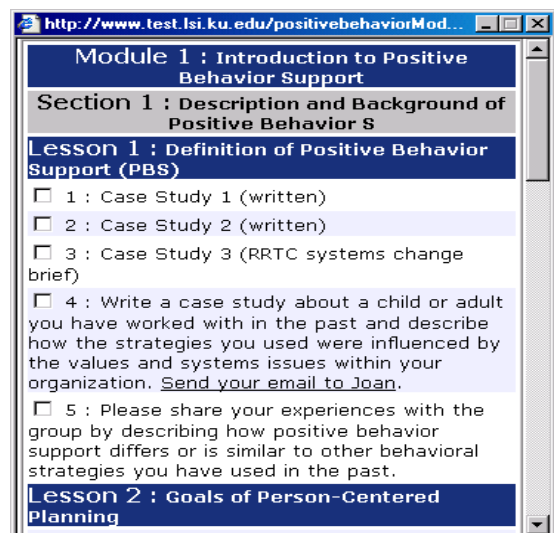 http://www.test.lsi.ku.edu/positivebehaviorMod...
Module 1 : Introduction to Positive
Behavior Support
Section 1 : Description and Background of
Positive Behavior S
Lesson 1 : Definition of Positive Behavior
Support (PBS)
1 : Case Study 1 (written)
2 : Case Study 2 (written)
3 : Case Study 3 (RRTC systems change
brief)
4 : Write a case study about a child or adult
you have worked with in the past and describe
how the strategies you used were influenced by
the values and systems issues within your
organization. Send your email to Joan.
5 : Please share your experiences with the
group by describing how positive behavior
support differs or is similar to other behavioral
strategies you have used in the past.
Lesson 2 : Goals of Person-Centered
Planning